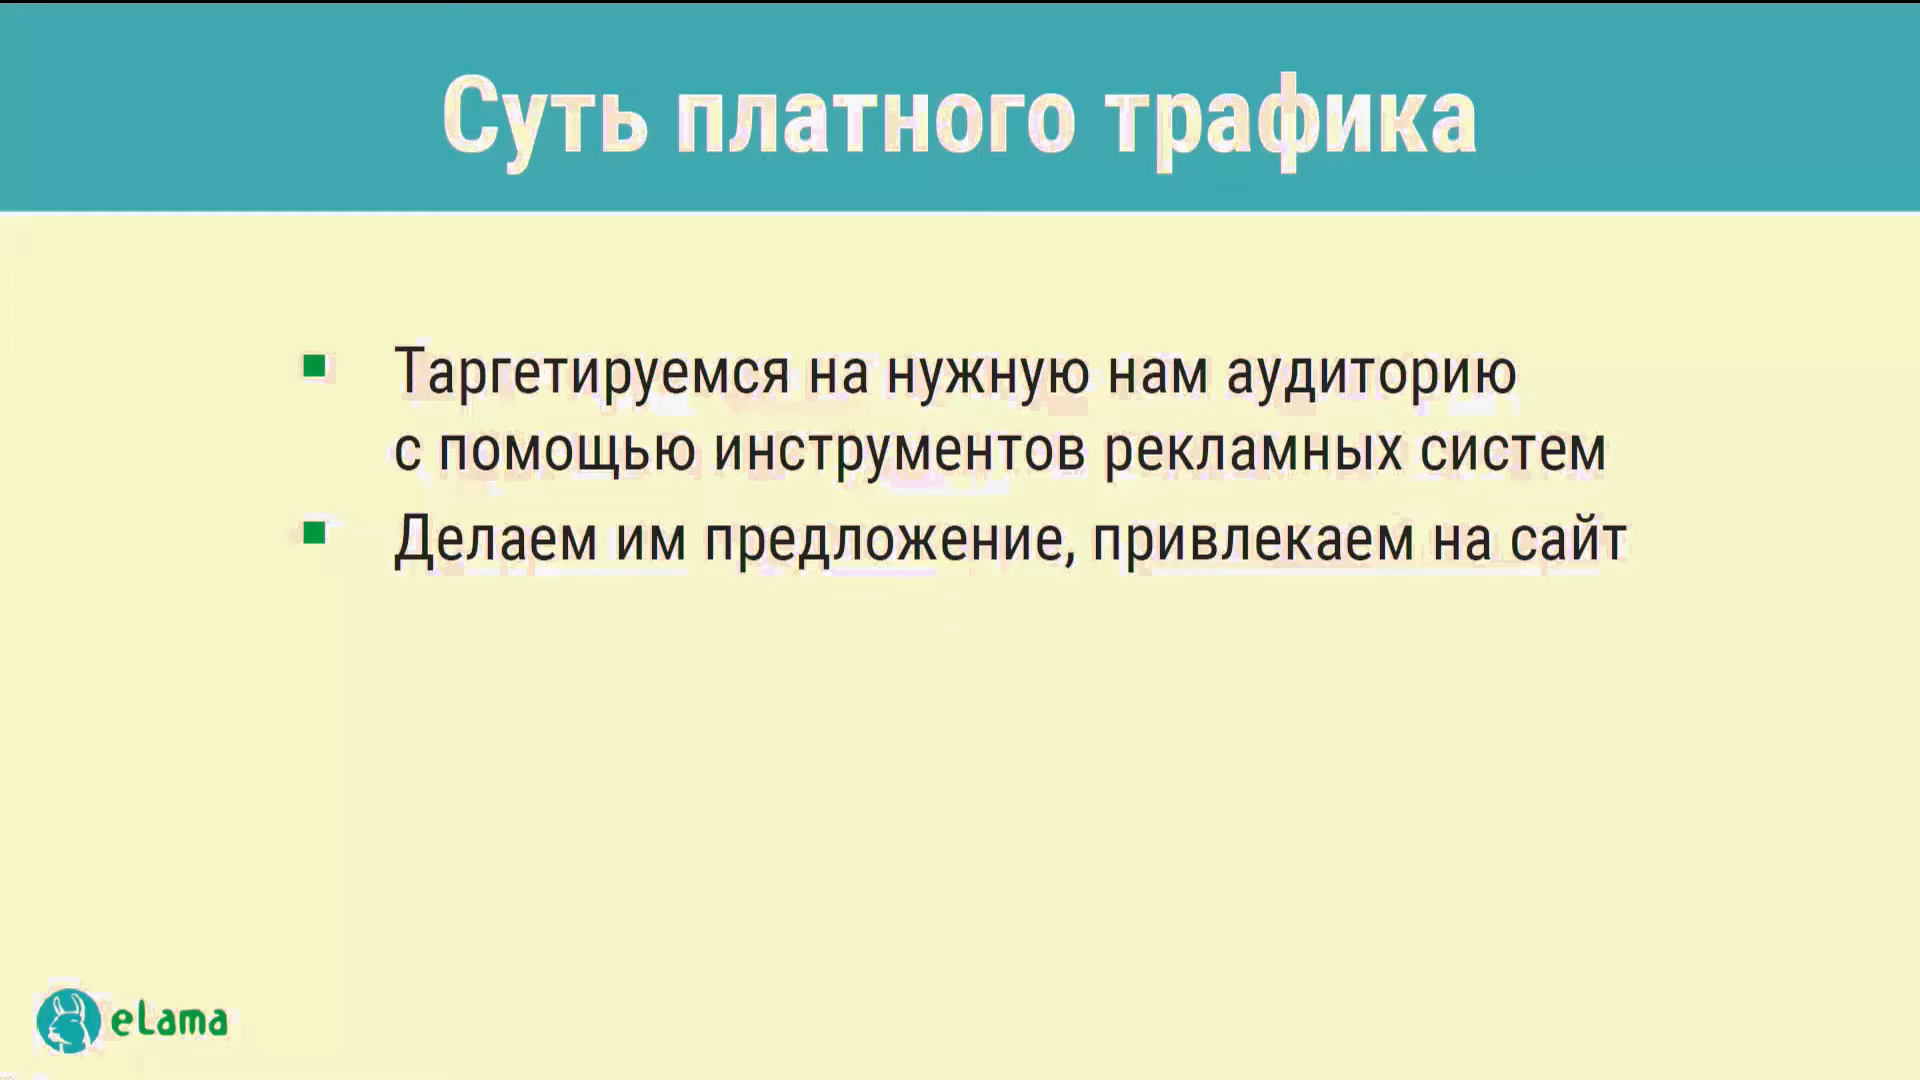 Суть платного трафика
Таргетируемся на нужную нам аудиторию
с помощью инструментов рекламных систем
Делаем им предложение, привлекаем на сайт
eLama